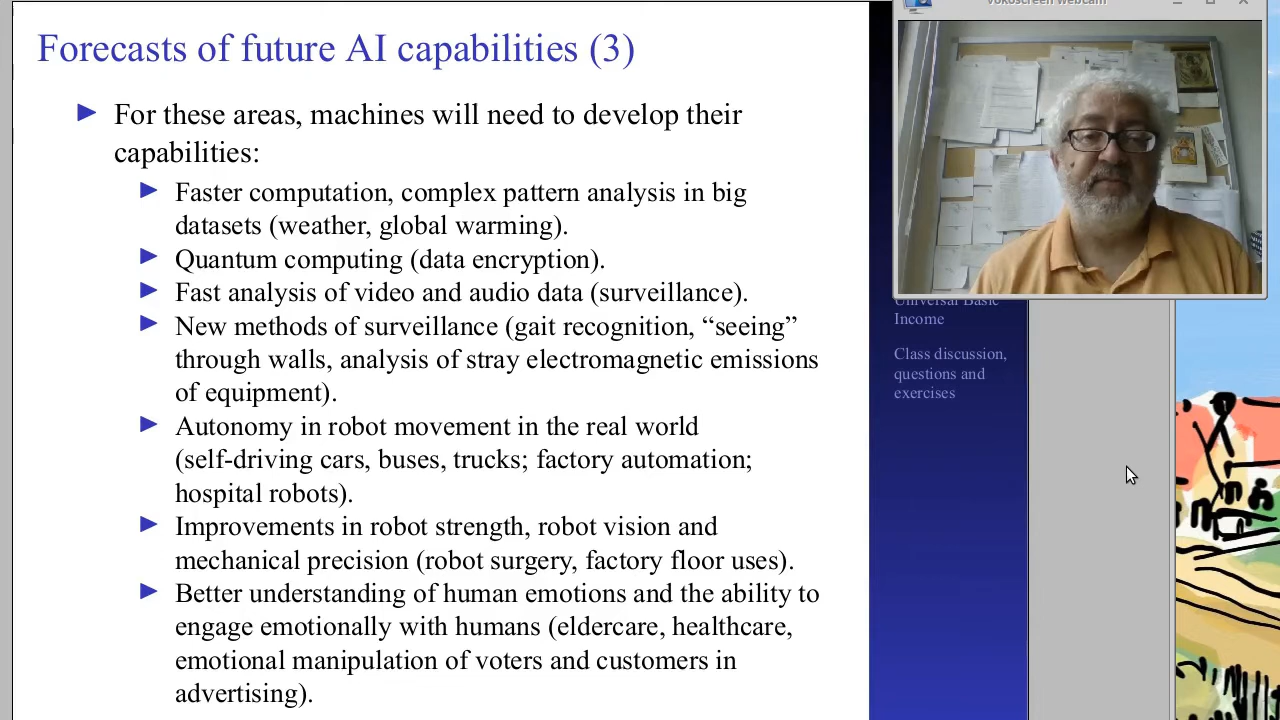 Forecasts of future AI capabilities (3)
For these areas, machines will need to develop their
capabilities:
Faster computation, complex pattern analysis in big
datasets (weather, global warming).
Quantum computing (data encryption).
Fast analysis of video and audio data (surveillance).
New methods of surveillance (gait recognition, “seeing”
through walls, analysis of stray electromagnetic emissions
of equipment).
Autonomy in robot movement in the real world
(self-driving cars, buses, trucks; factory automation;
hospital robots).
Improvements in robot strength, robot vision and
mechanical precision (robot surgery, factory floor uses).
Better understanding of human emotions and the ability to
engage emotionally with humans (eldercare, healthcare,
emotional manipulation of voters and customers in
advertising).
vokoscreen webcam
Universal Basic
Income
Class discussion,
questions and
exercises